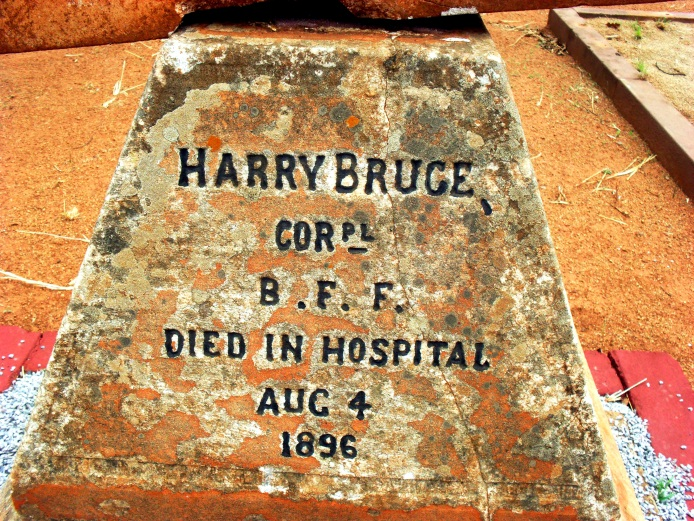 HARRY BRUCE,
CORPL
B.F.F.
DIED IN HOSPITAL
AUG 4
1896